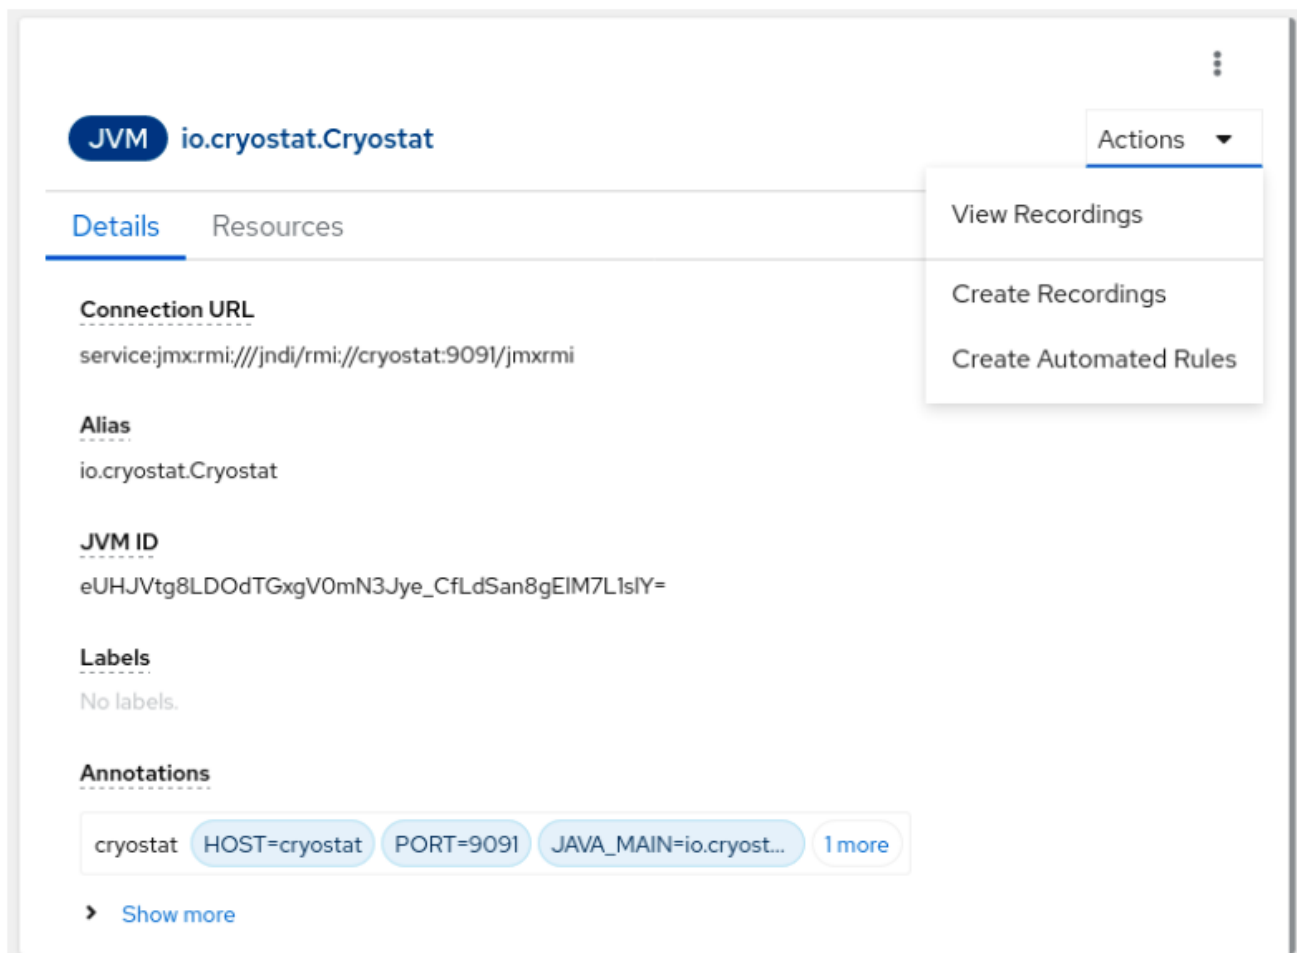 JVM io.cryostat.Cryostat
Actions
View Recordings
Create Recordings
Create Automated Rules
Details Resources
Connection URL
service:jmx:rmi:///jndi/rmi://cryostat:9091/jmxrmi
Alias
io.cryostat.Cryostat
JVM ID
eUHJVtg8LDOdTGxgV0mN3Jye_CfLdSan8gElM7L1slY=
Labels
No labels.
Annotations
cryostat HOST=cryostat PORT=9091 JAVA_MAIN=io.cryost... 1 more
Show more